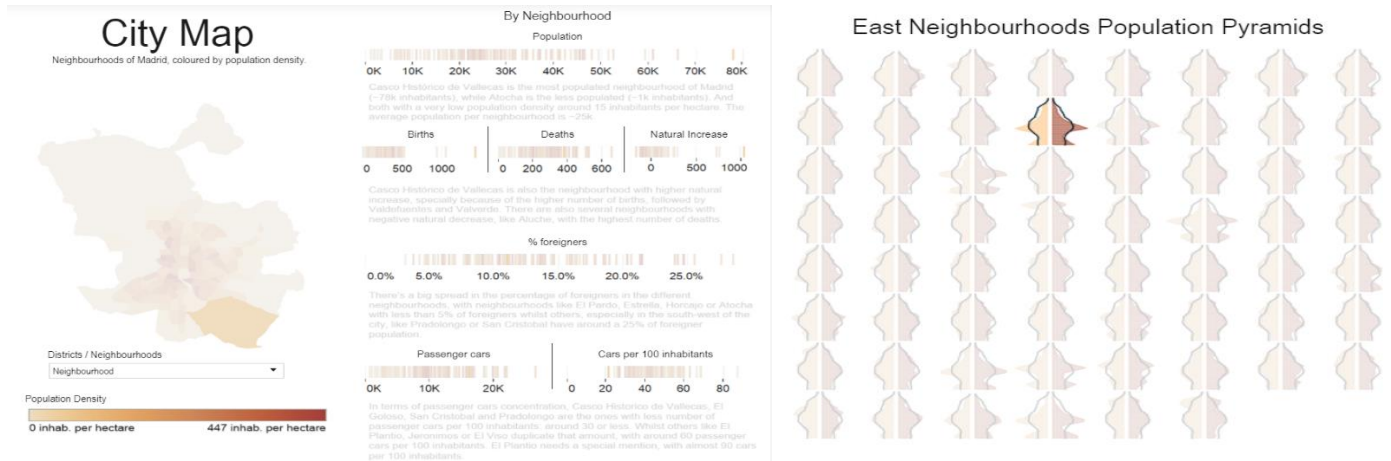 City Map
Neighbourhoods of Madrid, coloured by population density.
Districts / Neighbourhoods
Neighbourhood
Population Density
0 inhab. per hectare 447 inhab. per hectare
By Neighbourhood
Population
0K 10K 20K 30K 40K 50K 60K 70K 80K
Casco Histórico de Vallecas is the most populated neighbourhood of Madrid
(~78k inhabitants), while Atocha is the less populated (~1k inhabitants). And
both with a very low population density around 15 inhabitants per hectare. The
average population per neighbourhood is ~25k
Births Deaths Natural Increase
0 500 1000 0 200 400 600 0 500 1000
Casco Histórico de Vallecas is also the neighbourhood with higher natural
increase, specially because of the higher number of births, followed by
Valdefuentes and Valverde. There are also several neighbourhoods with
negative natural decrease, like Aluche, with the highest number of deaths.
% foreigners
0.0% 5.0% 10.0% 15.0% 20.0% 25.0%
There's a big spread in the percentage of foreigners in the different
neighbourhoods, with neighbourhoods like El Pardo, Estrella, Horcajo or Atocha
with less than 5% of foreigners whilst others, especially in the south-west of the
city, like Pradolongo or San Cristobal have around a 25% of foreigner
population.
Passenger cars Cars per 100 inhabitants
0K 10K 20K 0 20 40 60 80
In terms of passenger cars concentration, Casco Historico de Vallecas, El
Goloso, San Cristobal and Pradolongo are the ones with less number of
passenger cars per 100 inhabitants: around 30 or less. Whilst others like El
Plantio, Jeronimos or El Viso duplicate that amount, with around 60 passenger
cars per 100 inhabitants. El Plantio needs a special mention, with almost 90 cars
per 100 inhabitants.
East Neighbourhoods Population Pyramids